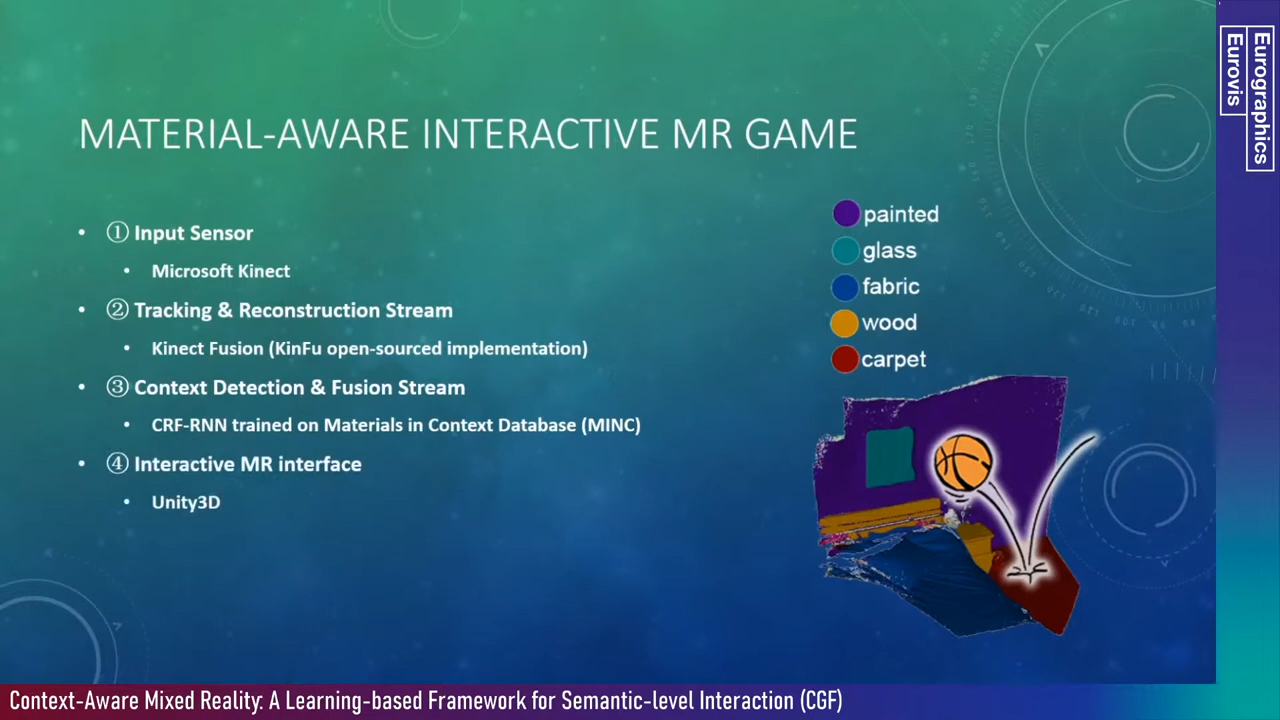 MATERIAL-AWARE INTERACTIVE MR GAME
• ① Input Sensor
• Microsoft Kinect
• ② Tracking & Reconstruction Stream
• Kinect Fusion (KinFu open-sourced implementation)
• ③ Context Detection & Fusion Stream
• CRF-RNN trained on Materials in Context Database (MINC)
• ④ Interactive MR interface
• Unity3D
painted
glass
fabric
wood
carpet
Eurographics
Eurovis
Context-Aware Mixed Reality: A Learning-based Framework for Semantic-level Interaction (CGF)